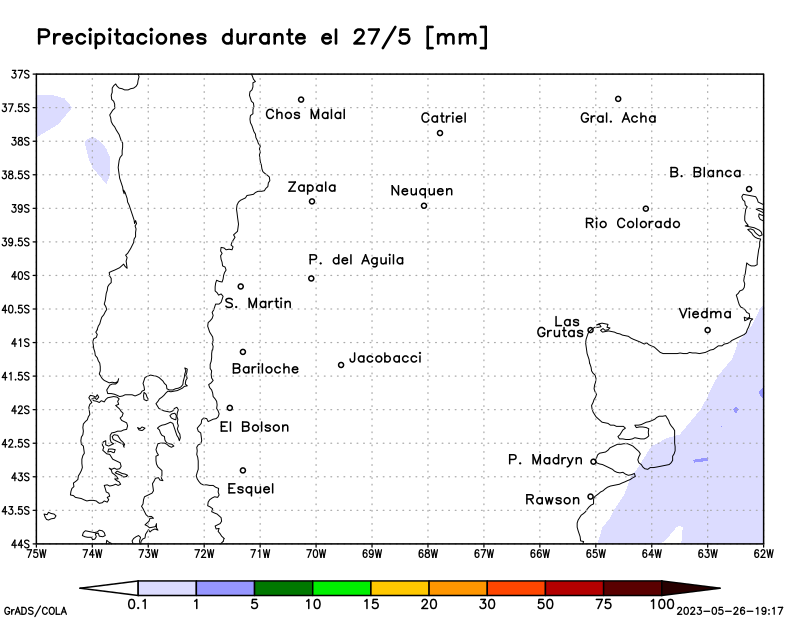 Precipitaciones durante el 27/5 [mm]
37S
37.5S
38S
38.5S
39S
39.5S
40S
40.5S
41S
41.5S
42S
42.5S
43S
43.5S
44S
Chos Malal
Catriel
Gral. Acha
B. Blanca
Zapala
Neuquen
Rio Colorado
P. del Aguila
S. Martin
Viedma
Las
Grutas
Jacobacci
Bariloche
El Bolson
P. Madryn
Esquel
Rawson
75W 74W 73W 72W 71W 70W 69W 68W 67W 66W 65W 64W 63W 62W
0.1 1 5 10 15 20 30 50 75 100
GrADS/COLA
2023-05-26-19:17